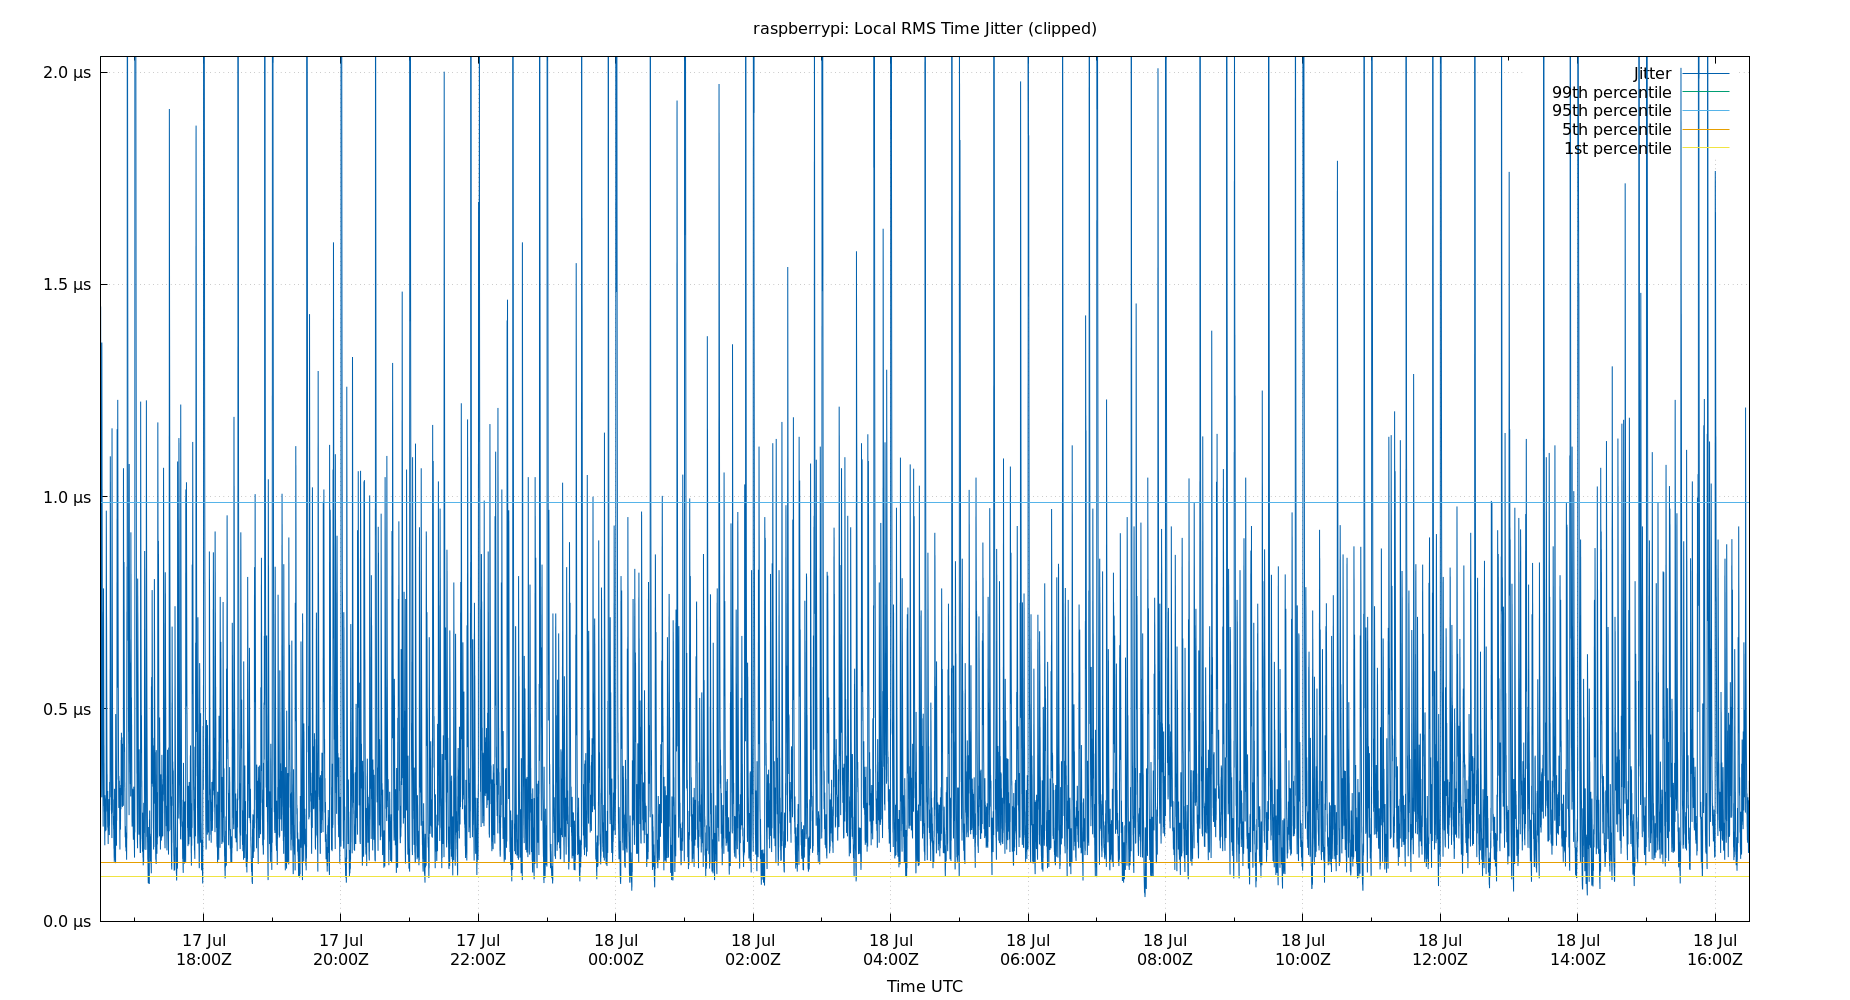 raspberrypi: Local RMS Time Jitter (clipped)
2.0 µs
1.5 µs
1.0 µs
0.5 µs
0.0 µs
Jitter
99th percentile
95th percentile
5th percentile
1st percentile
17 Jul 17 Jul 17 Jul 18 Jul 18 Jul 18 Jul 18 Jul 18 Jul 18 Jul 18 Jul 18 Jul 18 Jul
18:00Z 20:00Z 22:00Z 00:00Z 02:00Z 04:00Z 06:00Z 08:00Z 10:00Z 12:00Z 14:00Z 16:00Z
Time UTC